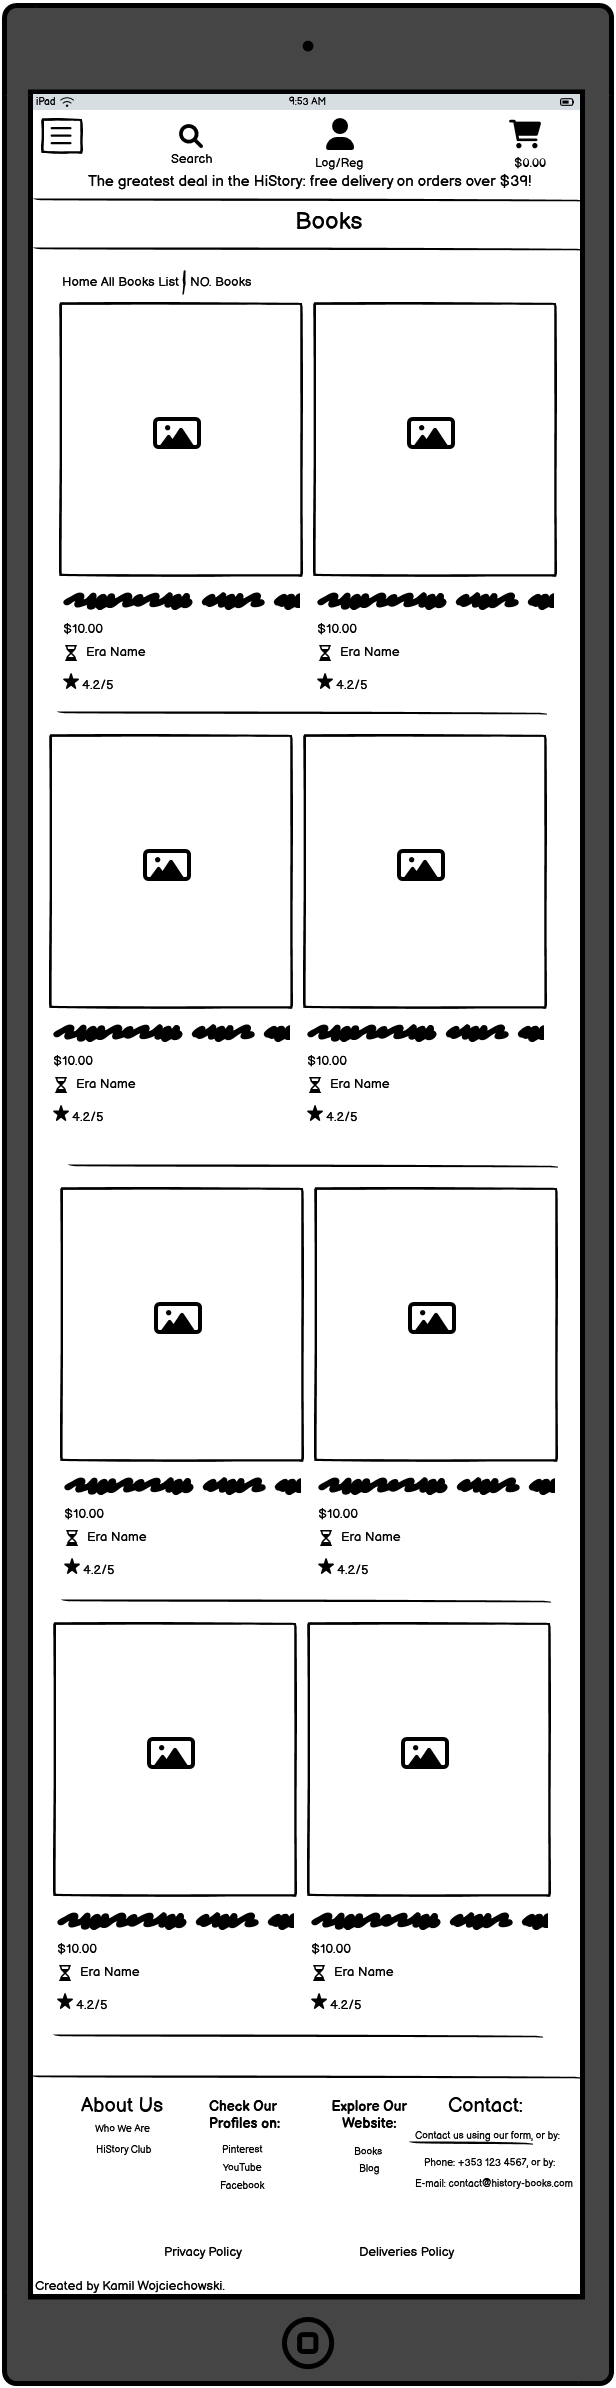 iPad 9:53 AM
Search Log/Reg $0.00
The greatest deal in the HiStory: free delivery on orders over $39!
Books
Home All Books List NO. Books
$10.00 $10.00
Era Name Era Name
4.2/5 4.2/5
$10.00 $10.00
Era Name Era Name
4.2/5 4.2/5
$10.00 $10.00
Era Name Era Name
4.2/5 4.2/5
$10.00 $10.00
Era Name Era Name
4.2/5 4.2/5
About Us
Who We Are
HiStory Club
Check Our
Profiles on:
Pinterest
YouTube
Facebook
Explore Our
Website:
Books
Blog
Contact:
Contact us using our form, or by:
Phone: +353 123 4567, or by:
E-mail: contact@history-books.com
Privacy Policy Deliveries Policy
Created by Kamil Wojciechowski.